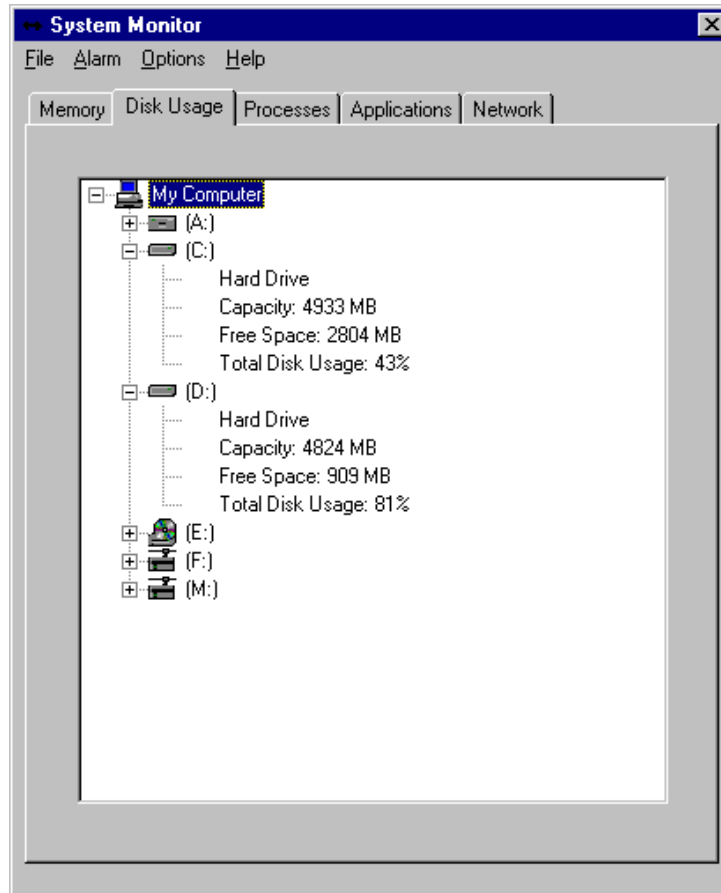 System Monitor
File Alarm Options Help
Memory Disk Usage Processes Applications Network
My Computer
(A:)
(C:)
Hard Drive
Capacity: 4933 MB
Free Space: 2804 MB
Total Disk Usage: 43%
(D:)
Hard Drive
Capacity: 4824 MB
Free Space: 909 MB
Total Disk Usage: 81%
(E:)
(F:)
(M:)